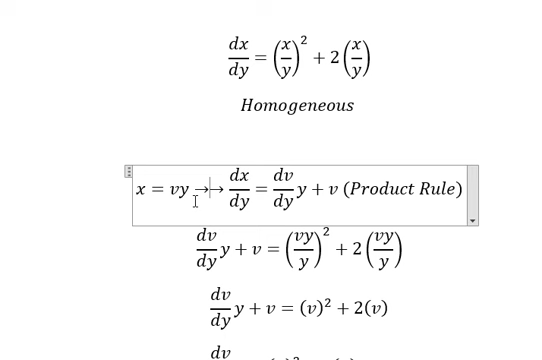 dx/dy = (x/y)² + 2(x/y)
Homogeneous
x = vy →→ dx/dy = dv/dy y + v (Product Rule)
dv/dy y + v = (vy/y)² + 2(vy/y)
dv/dy y + v = (v)² + 2(v)
dv